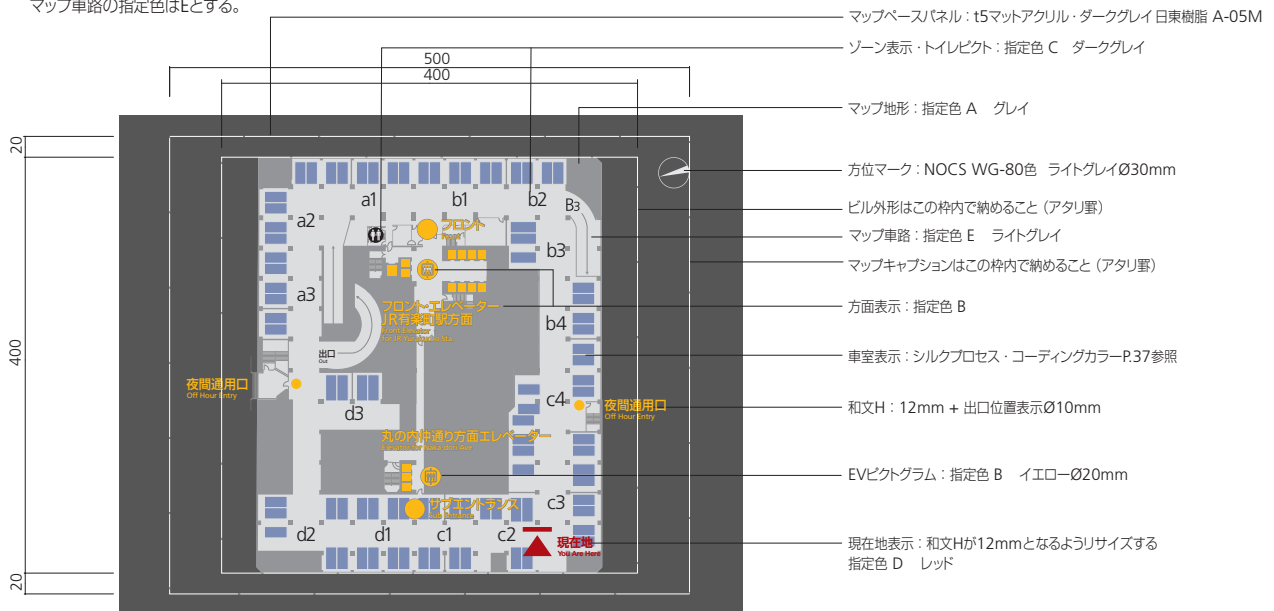 マップ車路の指定色はEとする。
マップベースパネル：t5マットアクリル・ダークグレイ 日東樹脂 A-05M
ゾーン表示・トイレピクト：指定色 C　ダークグレイ
500
400
マップ地形：指定色 A　グレイ
20
方位マーク：NOCS WG-80色　ライトグレイØ30mm
ビル外形はこの枠内で納めること（アタリ罫）
マップ車路：指定色 E　ライトグレイ
マップキャプションはこの枠内で納めること（アタリ罫）
方面表示：指定色 B
車室表示：シルクプロセス・コーディングカラーP.37参照
和文H：12mm + 出口位置表示Ø10mm
EVピクトグラム：指定色 B　イエローØ20mm
現在地表示：和文Hが12mmとなるようリサイズする
指定色 D　レッド
400
20
a1
b1
b2
B3
a2
フロント
Front
b3
a3
フロント・エレベーター
JR有楽町駅方面
Front Elevator
for JR Yurakucho Sta.
b4
出口
Out
夜間通用口
Off Hour Entry
d3
c4
夜間通用口
Off Hour Entry
丸の内仲通り方面エレベーター
サブエントランス
Sub Entrance
c3
d2
d1
c1
c2
現在地
You Are Here